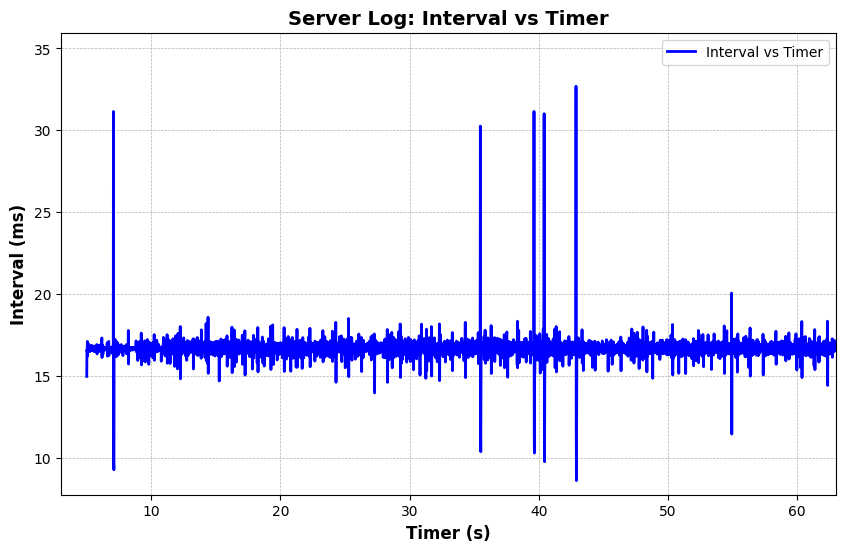 Server Log: Interval vs Timer
Interval vs Timer
35
30
25
20
15
10
Interval (ms)
10 20 30 40 50 60
Timer (s)